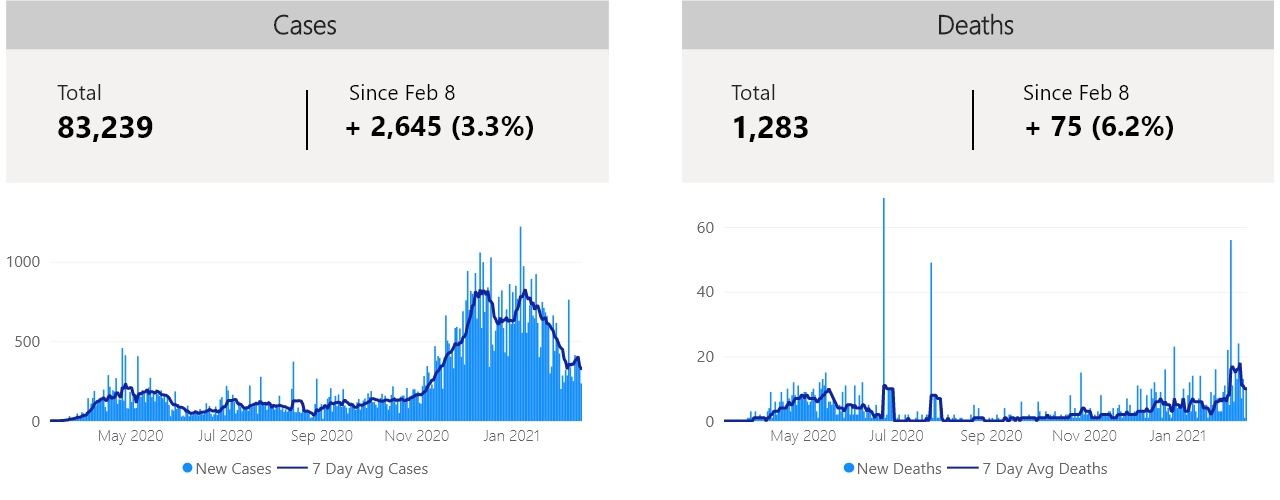 Cases
Total
83,239
Since Feb 8
+ 2,645 (3.3%)
1000
500
0
May 2020 Jul 2020 Sep 2020 Nov 2020 Jan 2021
New Cases 7 Day Avg Cases
Deaths
Total
1,283
Since Feb 8
+ 75 (6.2%)
60
40
20
0
May 2020 Jul 2020 Sep 2020 Nov 2020 Jan 2021
New Deaths 7 Day Avg Deaths